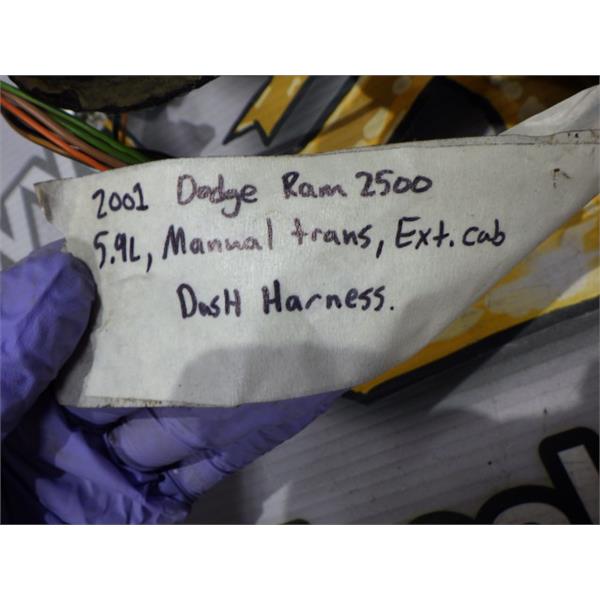 2001 Dodge Ram 2500
5.9L, Manual trans, Ext. cab
DasH Harness.